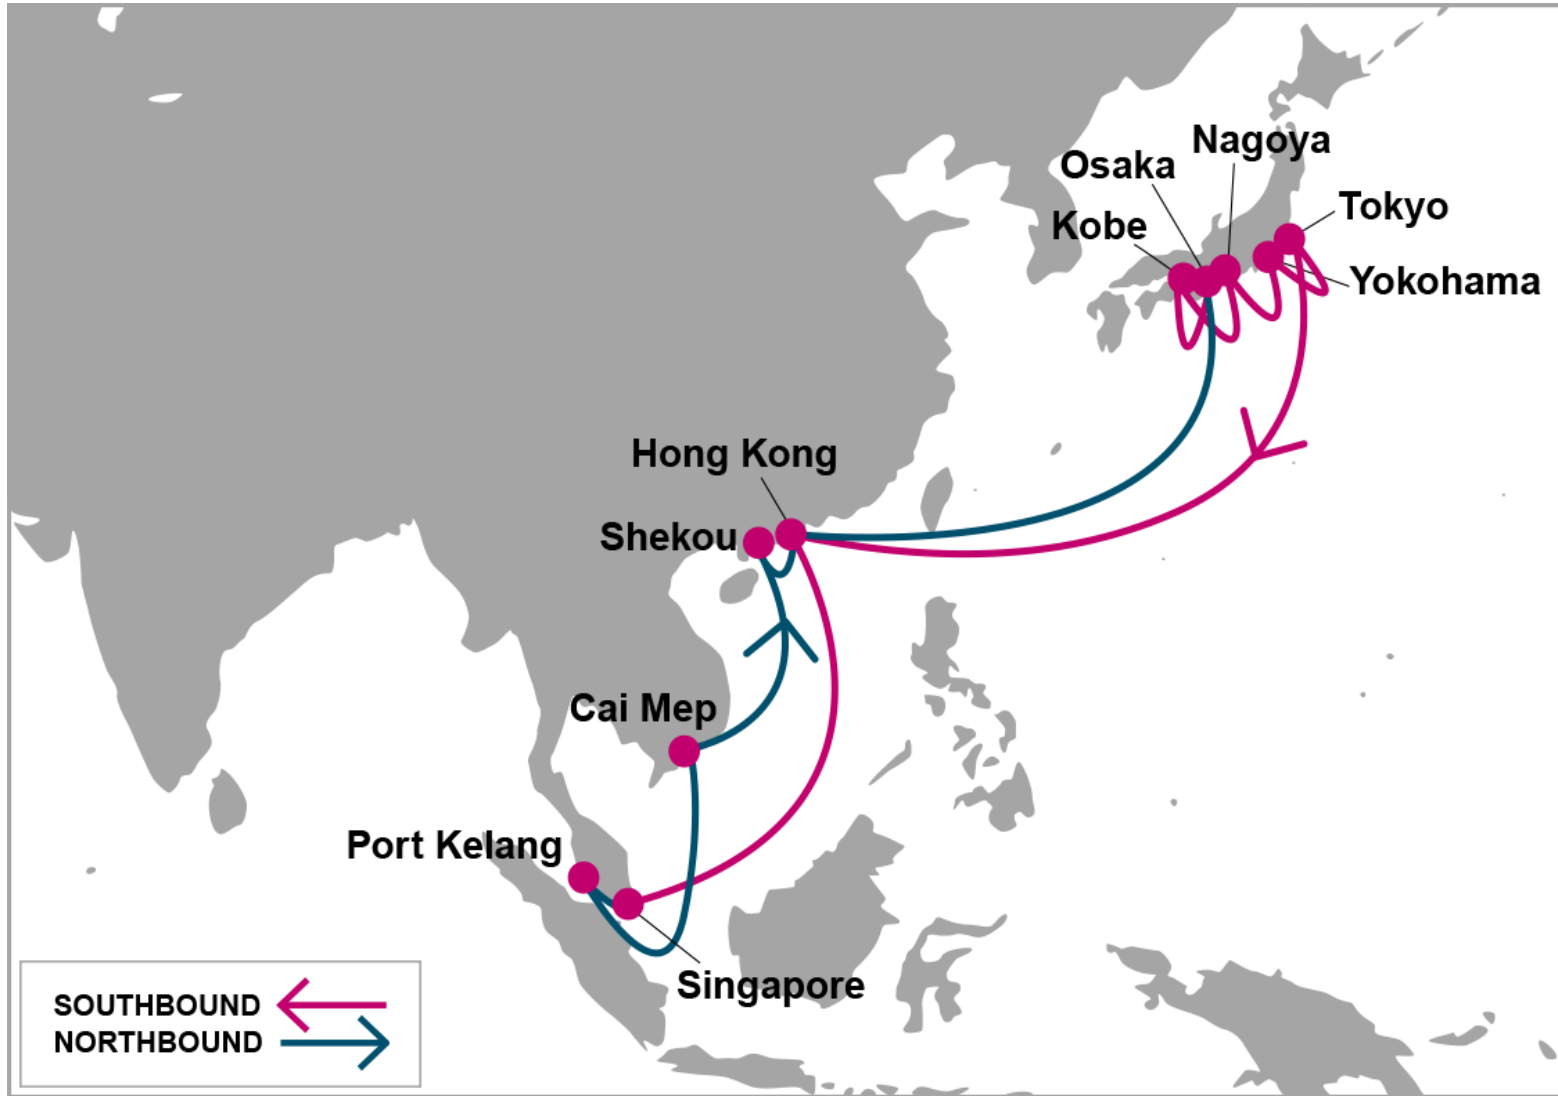 Nagoya
Osaka
Tokyo
Kobe
Yokohama
Hong Kong
Shekou
Cai Mep
Port Kelang
Singapore
SOUTHBOUND
NORTHBOUND